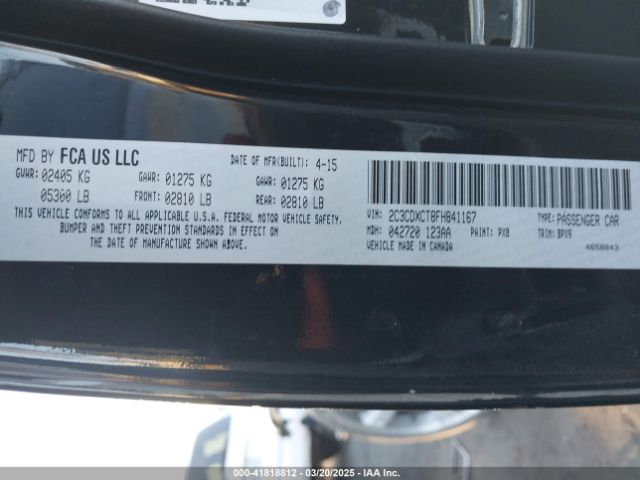 MFD BY FCA US LLC
DATE OF MFR(BUILT): 4-15
GVWR: 02405 KG
GAWR: 01275 KG
GAWR: 01275 KG
05360 LB
FRONT: 02810 LB
REAR: 02810 LB
THIS VEHICLE CONFORMS TO ALL APPLICABLE U.S.A. FEDERAL MOTOR VEHICLE SAFETY,
BUMPER AND THEFT PREVENTION STANDARDS IN EFFECT ON
THE DATE OF MANUFACTURE SHOWN ABOVE.
VIN: 2C3CDXCT8FH841167
TYPE: PASSENGER CAR
MDH: 042720 123AA
PAINT: PX8
TRIM: BPX9
VEHICLE MADE IN CANADA
4658843
000-41818812 — 03/20/2025 — IAA Inc.